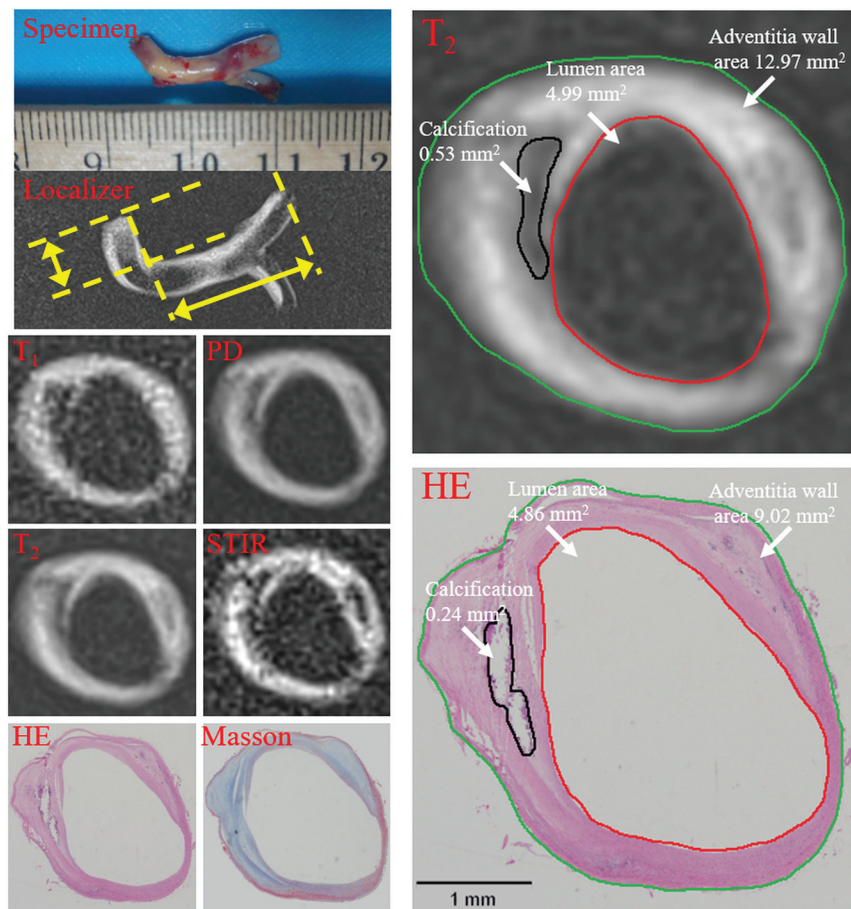 Specimen
8 9 10 11 12
Localizer
T₁
PD
T₂
STIR
HE
Masson
T₂
Adventitia wall
area 12.97 mm²
Lumen area
4.99 mm²
Calcification
0.53 mm²
HE
Lumen area
4.86 mm²
Adventitia wall
area 9.02 mm²
Calcification
0.24 mm²
1 mm